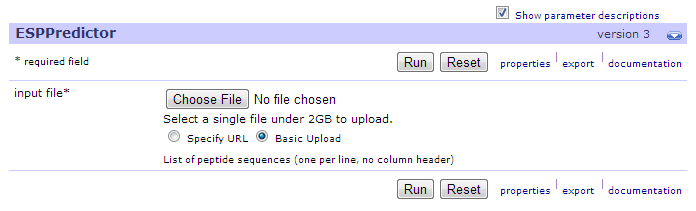 Show parameter descriptions
ESPPredictor version 3
* required field Run Reset properties export documentation
input file* Choose File No file chosen
Select a single file under 2GB to upload.
Specify URL Basic Upload
List of peptide sequences (one per line, no column header)
Run Reset properties export documentation